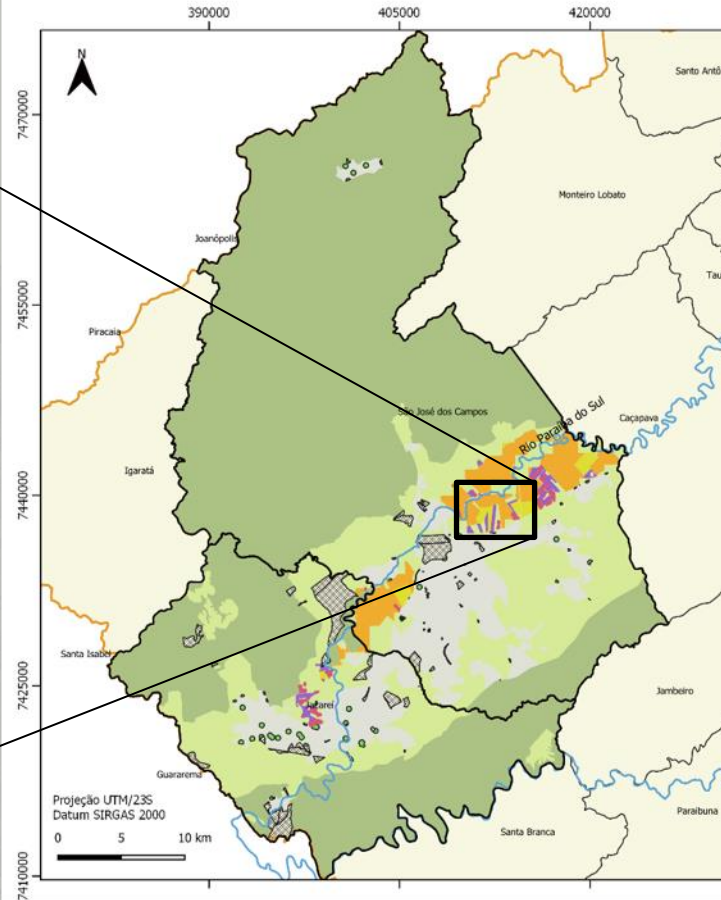 390000
405000
420000
N
Santo Antô
7470000
Monteiro Lobato
Joanópolis
Tau
7455000
Piracaia
São José dos Campos
Rio Paraíba do Sul
Caçapava
Igaratá
7440000
Santa Isabel
7425000
Jacareí
Jambeiro
Guararema
Projeção UTM/23S
Datum SIRGAS 2000
0 5 10 km
Paraibuna
Santa Branca
7410000